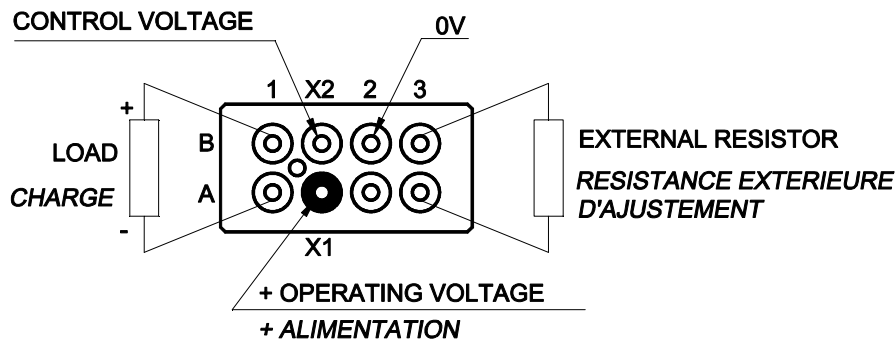 CONTROL VOLTAGE
0V
1 X2 2 3
+
B
LOAD
EXTERNAL RESISTOR
CHARGE
A
RESISTANCE EXTERIEURE
D'AJUSTEMENT
-
X1
+ OPERATING VOLTAGE
+ ALIMENTATION